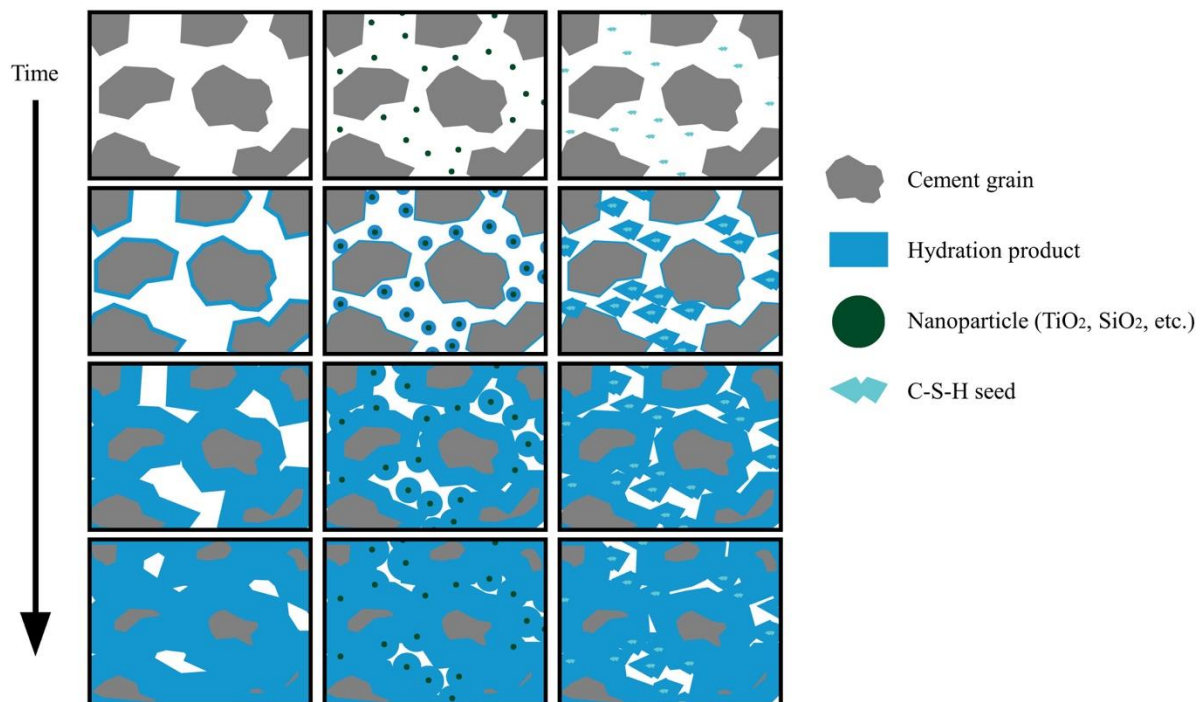 Time
Cement grain
Hydration product
Nanoparticle (TiO₂, SiO₂, etc.)
C-S-H seed